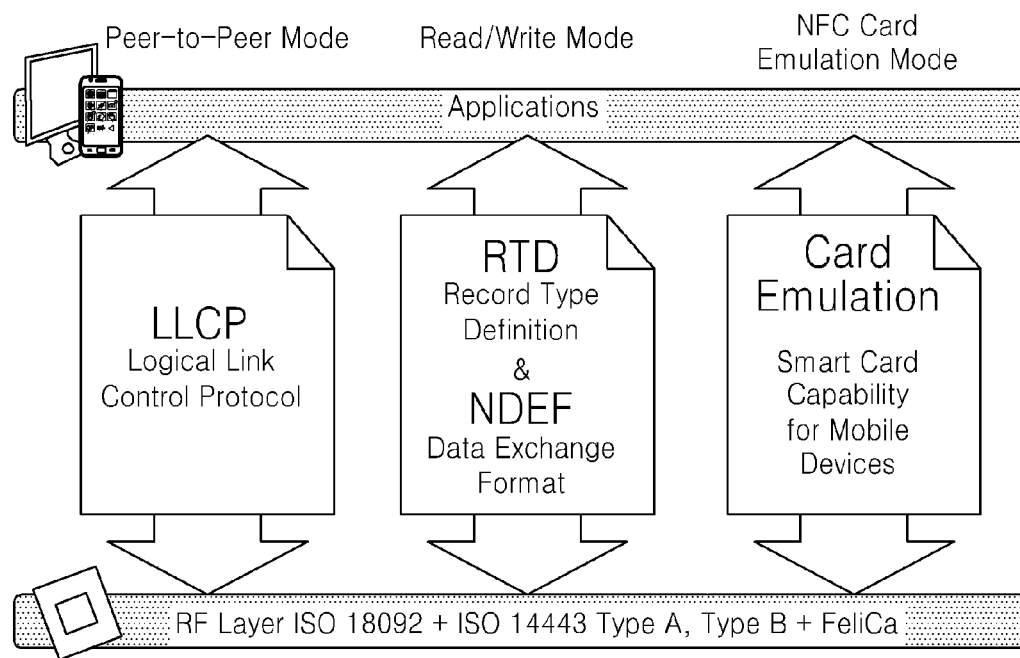 Peer-to-Peer Mode
Read/Write Mode
NFC Card
Emulation Mode
Applications
LLCP
Logical Link
Control Protocol
RTD
Record Type
Definition
&
NDEF
Data Exchange
Format
Card
Emulation
Smart Card
Capability
for Mobile
Devices
RF Layer ISO 18092 + ISO 14443 Type A, Type B + FeliCa